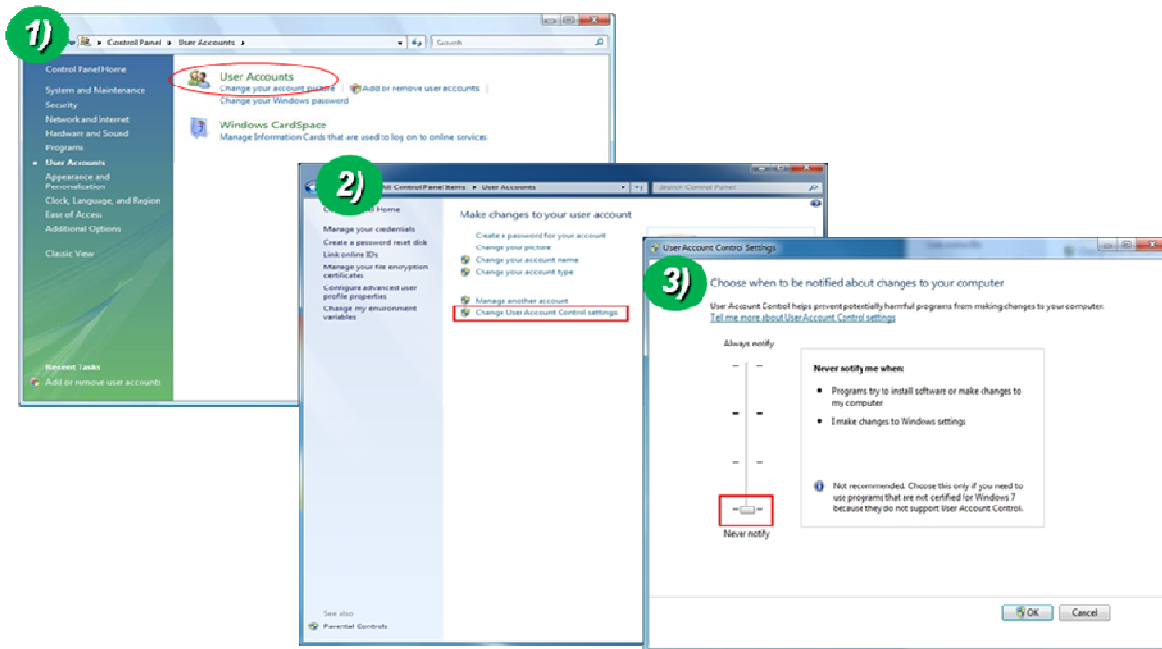 1)
Control Panel ▸ User Accounts ▸
Search
Control Panel Home
System and Maintenance
Security
Network and Internet
Hardware and Sound
Programs
User Accounts
Appearance and
Personalization
Clock, Language, and Region
Ease of Access
Additional Options
Classic View
Recent Tasks
Add or remove user accounts
User Accounts
Change your account picture
Add or remove user accounts
Change your Windows password
Windows CardSpace
Manage Information Cards that are used to log on to online services
2)
All Control Panel Items ▸ User Accounts
Search Control Panel
Home
Manage your credentials
Create a password reset disk
Link online IDs
Manage your file encryption
certificates
Configure advanced user
profile properties
Change my environment
variables
See also
Parental Controls
Make changes to your user account
Create a password for your account
Change your picture
Change your account name
Change your account type
Manage another account
Change User Account Control settings
3)
User Account Control Settings
Choose when to be notified about changes to your computer
User Account Control helps prevent potentially harmful programs from making changes to your computer.
Tell me more about User Account Control settings
Always notify
Never notify
Never notify me when:
• Programs try to install software or make changes to
my computer
• I make changes to Windows settings
Not recommended. Choose this only if you need to
use programs that are not certified for Windows 7
because they do not support User Account Control.
OK
Cancel